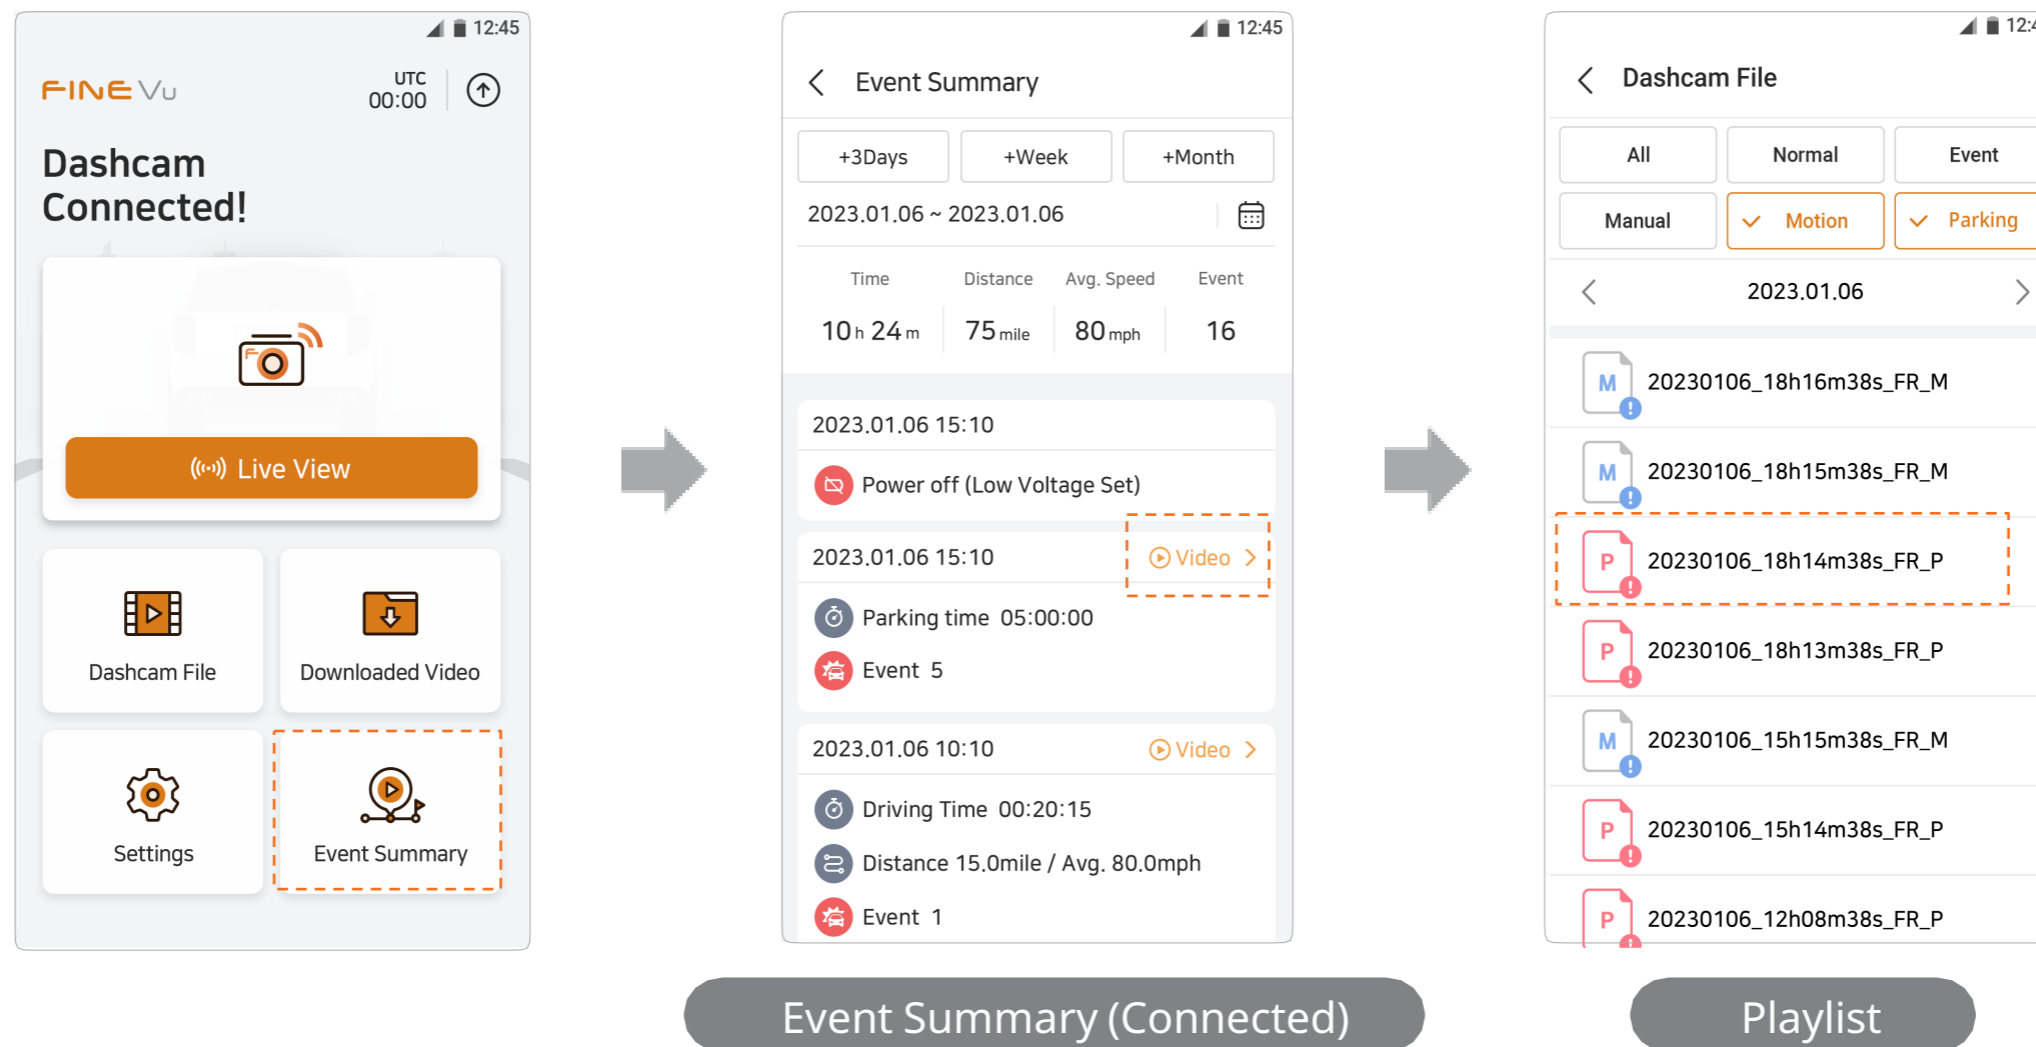 12:45
FINEVu
UTC
00:00
Dashcam
Connected!
Live View
Dashcam File
Downloaded Video
Settings
Event Summary
12:45
Event Summary
+3Days
+Week
+Month
2023.01.06 ~ 2023.01.06
Time
Distance
Avg. Speed
Event
10 h 24 m
75 mile
80 mph
16
2023.01.06 15:10
Power off (Low Voltage Set)
2023.01.06 15:10
Video
Parking time 05:00:00
Event 5
2023.01.06 10:10
Video
Driving Time 00:20:15
Distance 15.0mile / Avg. 80.0mph
Event 1
Event Summary (Connected)
Dashcam File
All
Normal
Event
Manual
Motion
Parking
2023.01.06
M
20230106_18h16m38s_FR_M
M
20230106_18h15m38s_FR_M
P
20230106_18h14m38s_FR_P
P
20230106_18h13m38s_FR_P
M
20230106_15h15m38s_FR_M
P
20230106_15h14m38s_FR_P
P
20230106_12h08m38s_FR_P
Playlist